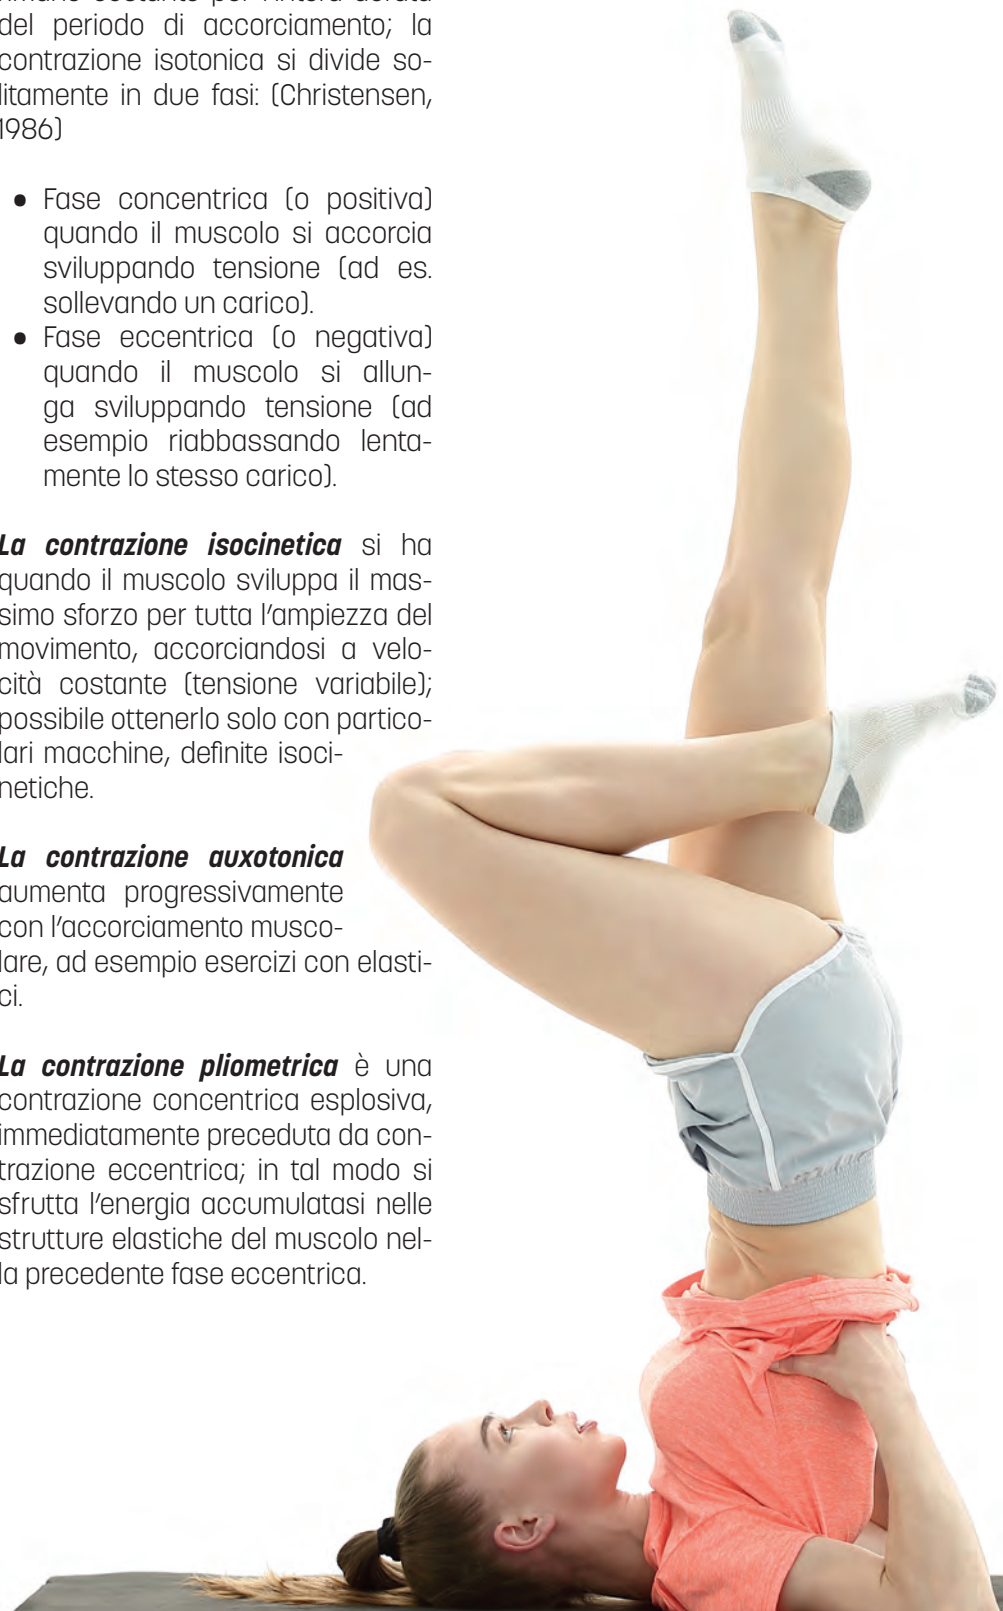 del periodo di accorciamento; la
contrazione isotonica si divide so-
litamente in due fasi: (Christensen,
1986)
• Fase concentrica (o positiva)
quando il muscolo si accorcia
sviluppando tensione (ad es.
sollevando un carico).
• Fase eccentrica (o negativa)
quando il muscolo si allun-
ga sviluppando tensione (ad
esempio riabbassando lenta-
mente lo stesso carico).
La contrazione isocinetica si ha
quando il muscolo sviluppa il mas-
simo sforzo per tutta l'ampiezza del
movimento, accorciandosi a velo-
cità costante (tensione variabile);
possibile ottenerlo solo con partico-
lari macchine, definite isoci-
netiche.
La contrazione auxotonica
aumenta progressivamente
con l'accorciamento musco-
lare, ad esempio esercizi con elasti-
ci.
La contrazione pliometrica è una
contrazione concentrica esplosiva,
immediatamente preceduta da con-
trazione eccentrica; in tal modo si
sfrutta l'energia accumulatasi nelle
strutture elastiche del muscolo nel-
la precedente fase eccentrica.